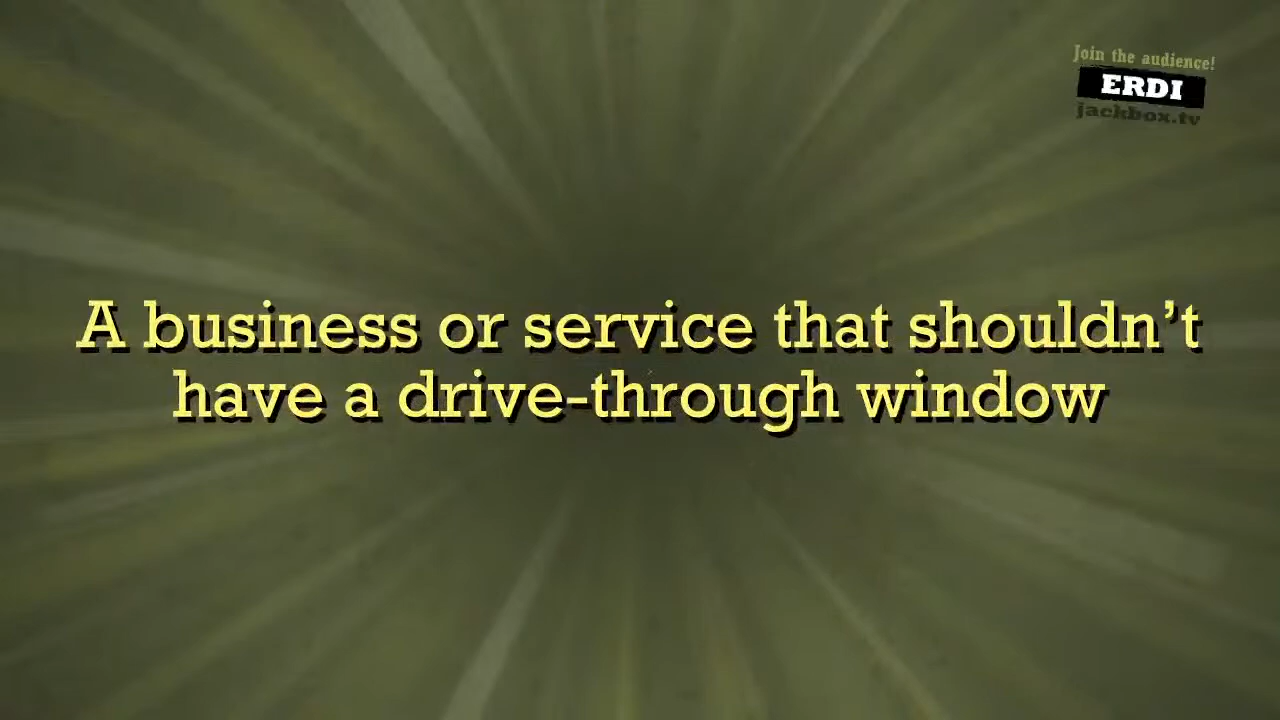 Join the audience!
ERDI
jackbox.tv
A business or service that shouldn’t
have a drive-through window